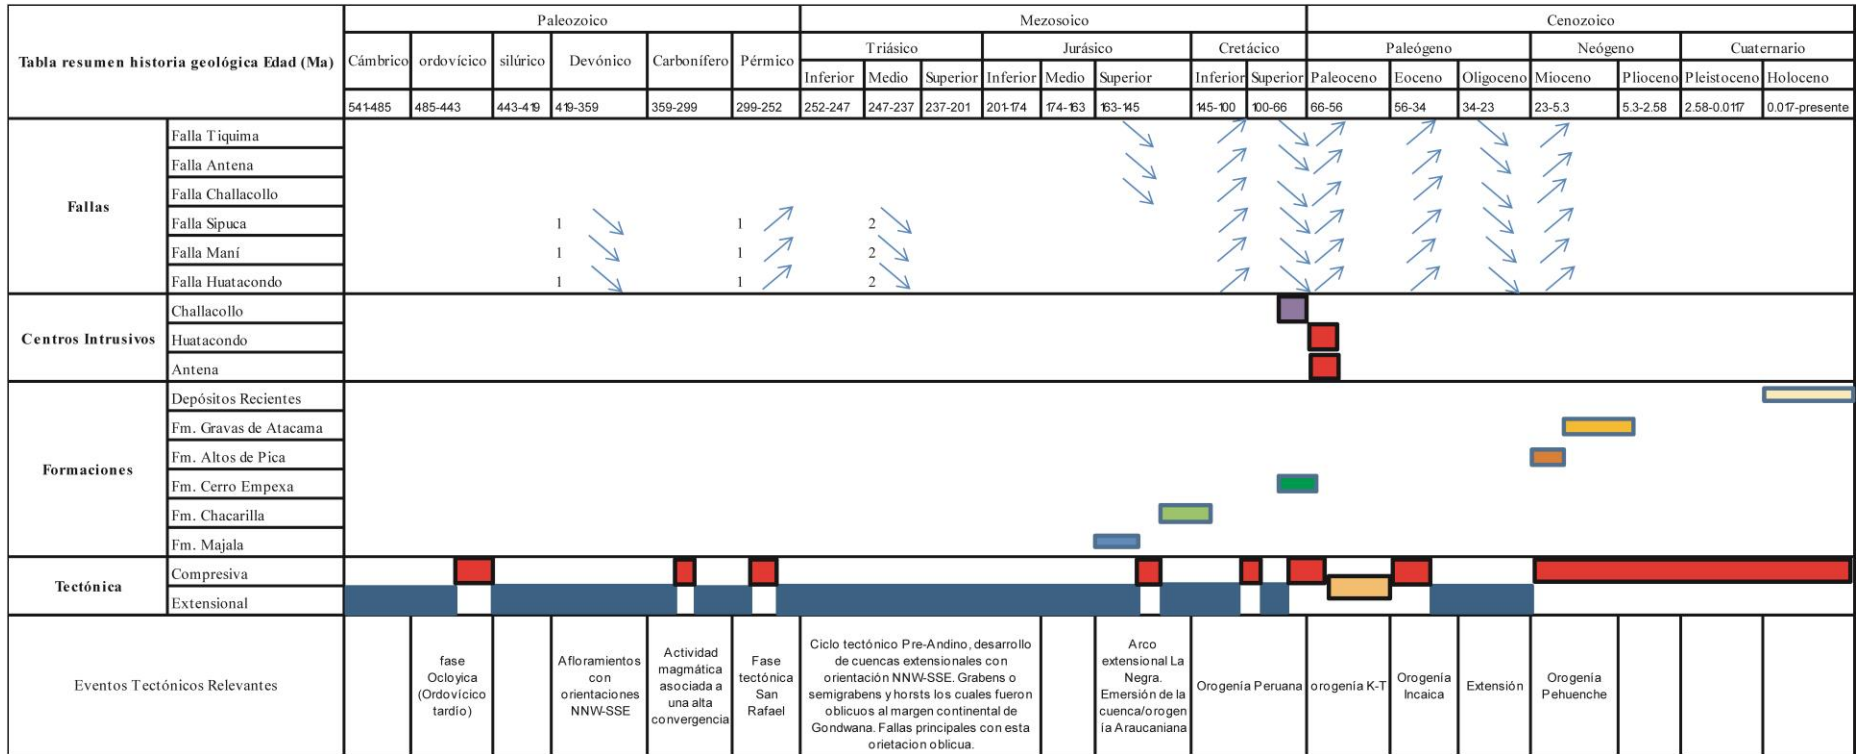 Paleozoico Mezosoico Cenozoico
Tabla resumen historia geológica Edad (Ma)
Cámbrico ordovícico silúrico Devónico Carbonífero Pérmico Triásico Jurásico Cretácico Paleógeno Neógeno Cuaternario
Inferior Medio Superior Inferior Medio Superior Inferior Superior Paleoceno Eoceno Oligoceno Mioceno Plioceno Pleistoceno Holoceno
541-485 485-443 443-419 419-359 359-299 299-252 252-247 247-237 237-201 201-174 174-163 163-145 145-100 100-66 66-56 56-34 34-23 23-5.3 5.3-2.58 2.58-0.0117 0.017-presente
Fallas
Falla Tiquima
Falla Antena
Falla Challacollo
Falla Sipuca 1 1 2
Falla Maní 1 1 2
Falla Huatacondo 1 1 2
Centros Intrusivos
Challacollo
Huatacondo
Antena
Formaciones
Depósitos Recientes
Fm. Gravas de Atacama
Fm. Altos de Pica
Fm. Cerro Empexa
Fm. Chacarilla
Fm. Majala
Tectónica
Compresiva
Extensional
Eventos Tectónicos Relevantes
fase
Ocloyica
(Ordovícico
tardío)
Afloramientos
con
orientaciones
NNW-SSE
Actividad
magmática
asociada a
una alta
convergencia
Fase
tectónica
San
Rafael
Ciclo tectónico Pre-Andino, desarrollo
de cuencas extensionales con
orientación NNW-SSE. Grabens o
semigrabens y horsts los cuales fueron
oblicuos al margen continental de
Gondwana. Fallas principales con esta
orietacion oblicua.
Arco
extensional La
Negra.
Emersión de la
cuenca/orogen
ía Araucaniana
Orogenía Peruana
orogenía K-T
Orogenía
Incaica
Extensión
Orogenía
Pehuenche